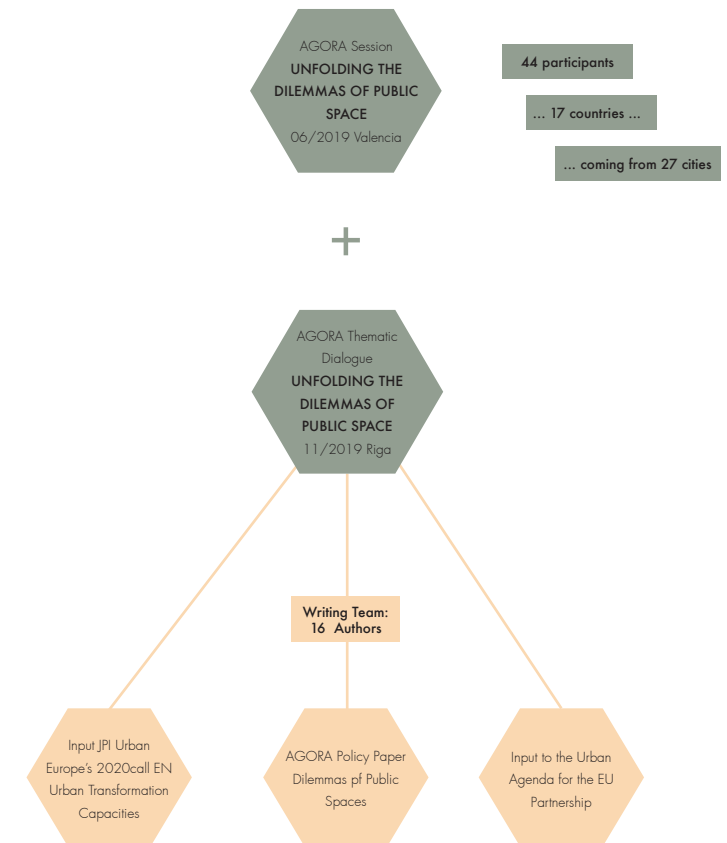 AGORA Session
UNFOLDING THE
DILEMMAS OF PUBLIC
SPACE
06/2019 Valencia
44 participants
... 17 countries ...
... coming from 27 cities
+
AGORA Thematic
Dialogue
UNFOLDING THE
DILEMMAS OF
PUBLIC SPACE
11/2019 Riga
Writing Team:
16 Authors
Input JPI Urban
Europe's 2020call EN
Urban Transformation
Capacities
AGORA Policy Paper
Dilemmas pf Public
Spaces
Input to the Urban
Agenda for the EU
Partnership